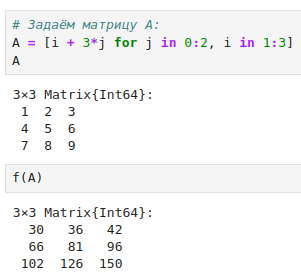 # Задаём матрицу A:
A = [i + 3*j for j in 0:2, i in 1:3]
A
3×3 Matrix{Int64}:
1 2 3
4 5 6
7 8 9
f(A)
3×3 Matrix{Int64}:
30 36 42
66 81 96
102 126 150